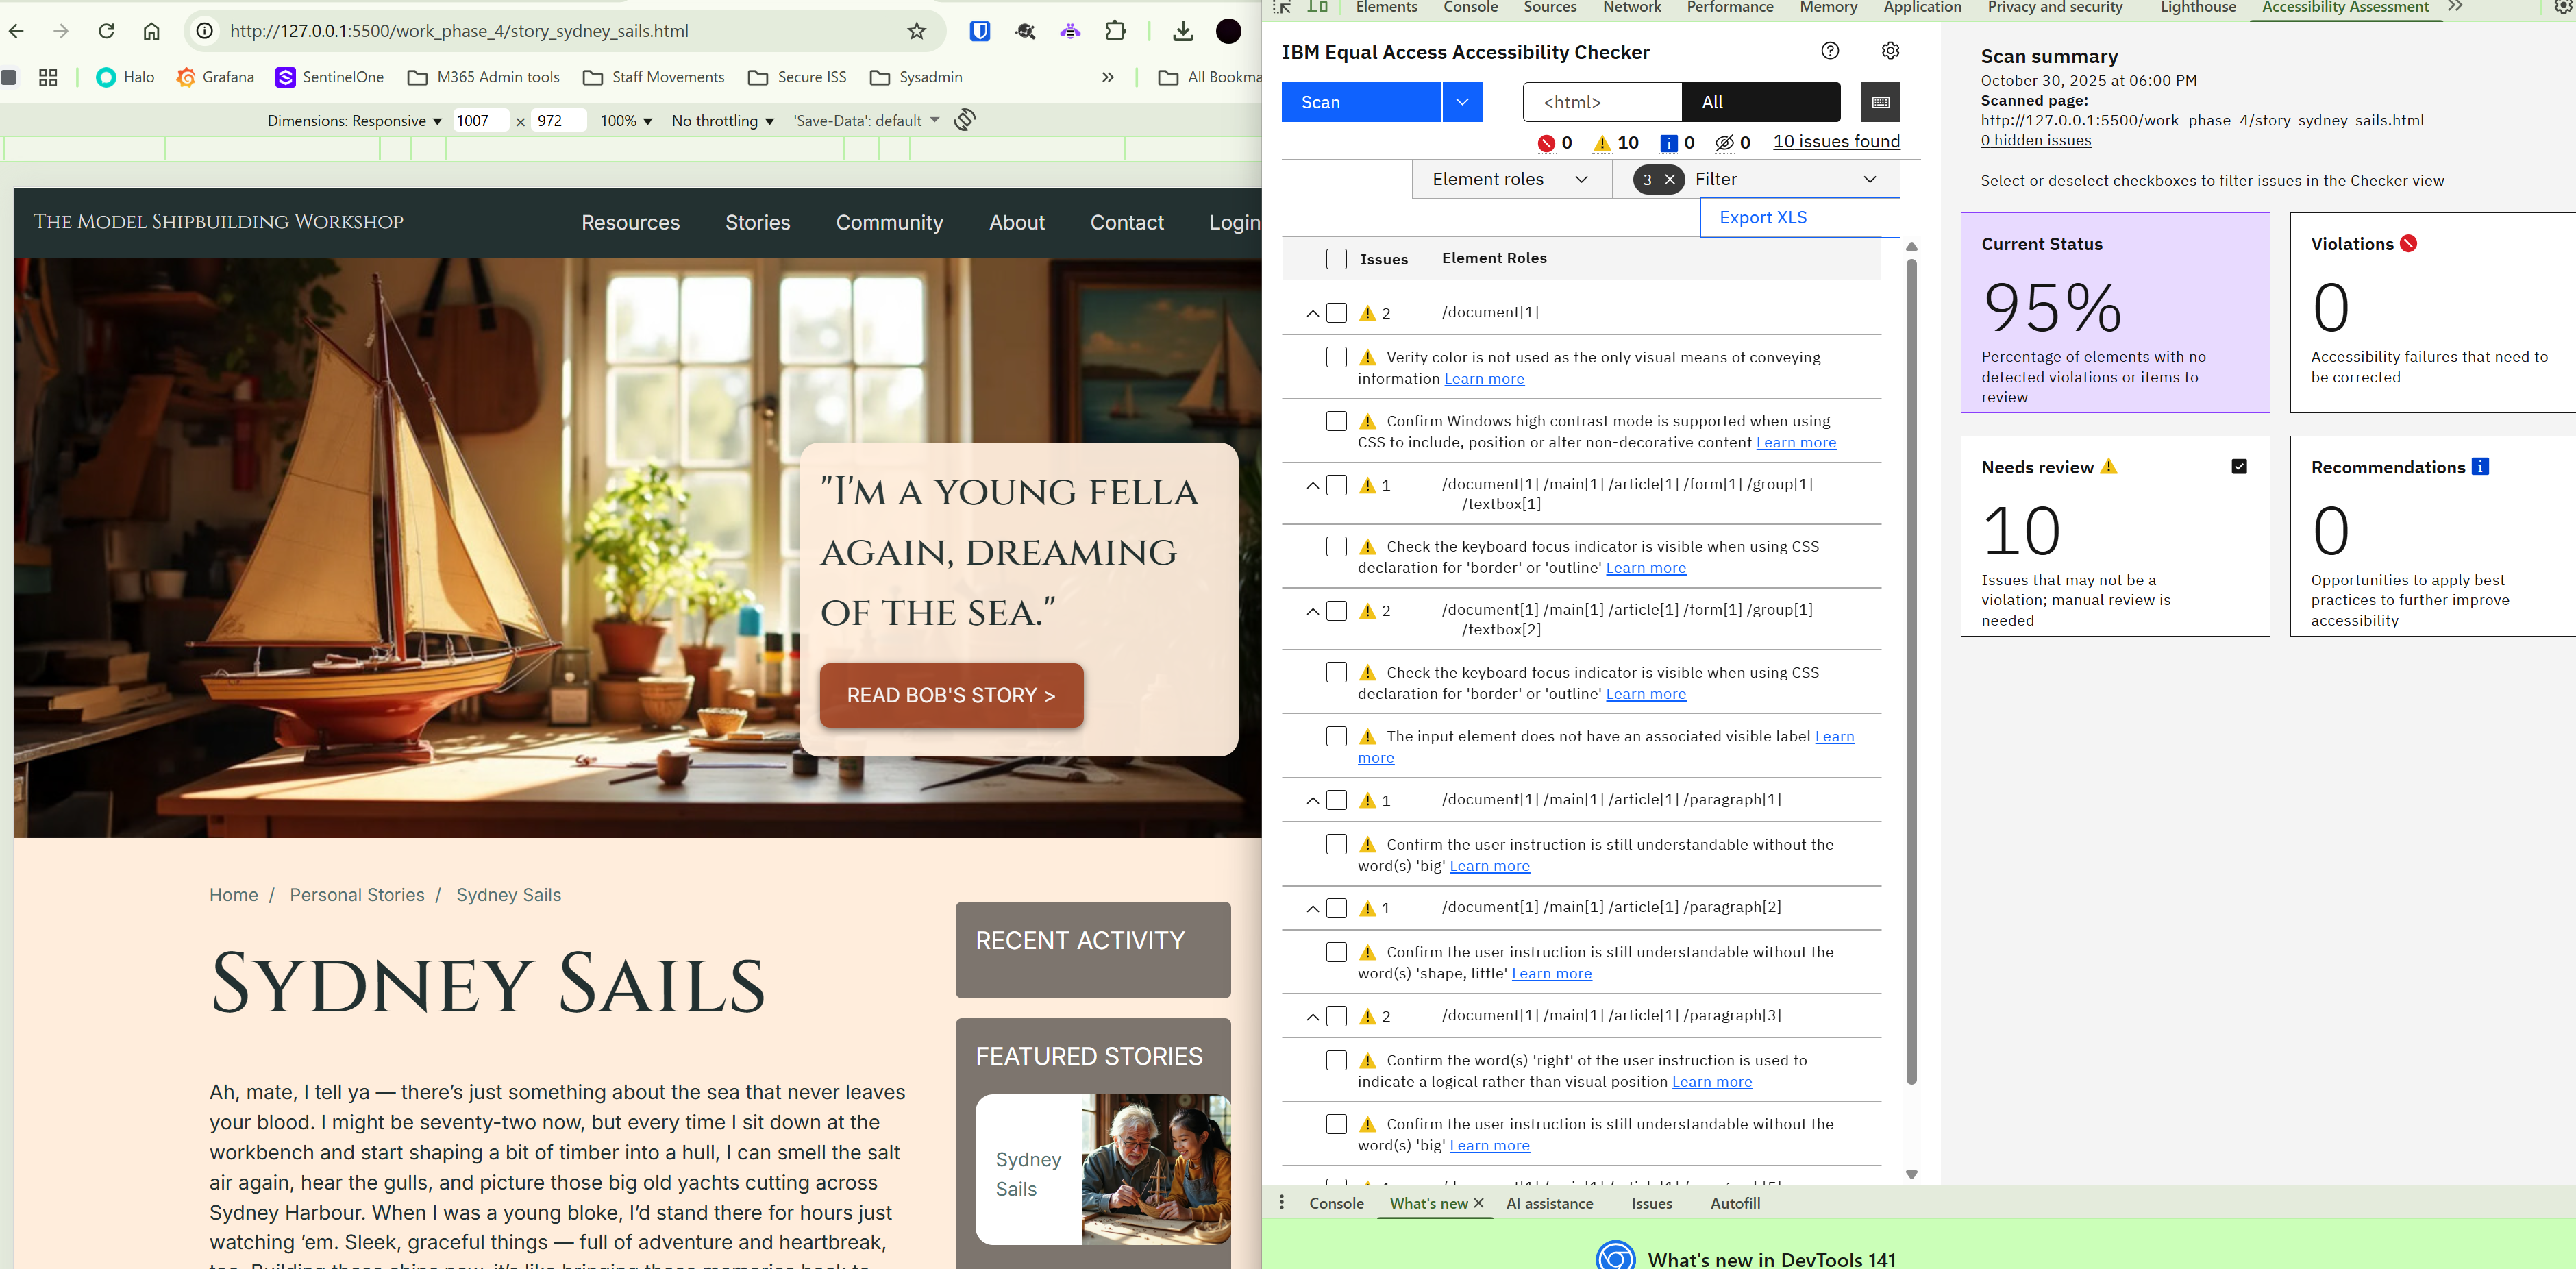 http://127.0.0.1:5500/work_phase_4/story_sydney_sails.html
Halo
Grafana
SentinelOne
M365 Admin tools
Staff Movements
Secure ISS
Sysadmin
»
All Bookma
Dimensions: Responsive ▼
1007
×
972
100% ▼
No throttling ▼
'Save-Data': default ▼
THE MODEL SHIPBUILDING WORKSHOP
Resources
Stories
Community
About
Contact
Login
"I'M A YOUNG FELLA
AGAIN, DREAMING
OF THE SEA."
READ BOB'S STORY >
Home / Personal Stories / Sydney Sails
SYDNEY SAILS
Ah, mate, I tell ya — there’s just something about the sea that never leaves
your blood. I might be seventy-two now, but every time I sit down at the
workbench and start shaping a bit of timber into a hull, I can smell the salt
air again, hear the gulls, and picture those big old yachts cutting across
Sydney Harbour. When I was a young bloke, I’d stand there for hours just
watching ’em. Sleek, graceful things — full of adventure and heartbreak,
RECENT ACTIVITY
FEATURED STORIES
Sydney
Sails
Elements
Console
Sources
Network
Performance
Memory
Application
Privacy and security
Lighthouse
Accessibility Assessment
IBM Equal Access Accessibility Checker
Scan
<html>
All
0
10
0
0
10 issues found
Element roles
3 ×
Filter
Export XLS
Issues
Element Roles
2 /document[1]
Verify color is not used as the only visual means of conveying
information Learn more
Confirm Windows high contrast mode is supported when using
CSS to include, position or alter non-decorative content Learn more
1 /document[1] /main[1] /article[1] /form[1] /group[1]
/textbox[1]
Check the keyboard focus indicator is visible when using CSS
declaration for 'border' or 'outline' Learn more
2 /document[1] /main[1] /article[1] /form[1] /group[1]
/textbox[2]
Check the keyboard focus indicator is visible when using CSS
declaration for 'border' or 'outline' Learn more
The input element does not have an associated visible label Learn
more
1 /document[1] /main[1] /article[1] /paragraph[1]
Confirm the user instruction is still understandable without the
word(s) 'big' Learn more
1 /document[1] /main[1] /article[1] /paragraph[2]
Confirm the user instruction is still understandable without the
word(s) 'shape, little' Learn more
2 /document[1] /main[1] /article[1] /paragraph[3]
Confirm the word(s) 'right' of the user instruction is used to
indicate a logical rather than visual position Learn more
Confirm the user instruction is still understandable without the
word(s) 'big' Learn more
Scan summary
October 30, 2025 at 06:00 PM
Scanned page:
http://127.0.0.1:5500/work_phase_4/story_sydney_sails.html
0 hidden issues
Select or deselect checkboxes to filter issues in the Checker view
Current Status
95%
Percentage of elements with no
detected violations or items to
review
Violations
0
Accessibility failures that need to
be corrected
Needs review
10
Issues that may not be a
violation; manual review is
needed
Recommendations
0
Opportunities to apply best
practices to further improve
accessibility
Console
What's new ×
AI assistance
Issues
Autofill
What's new in DevTools 141